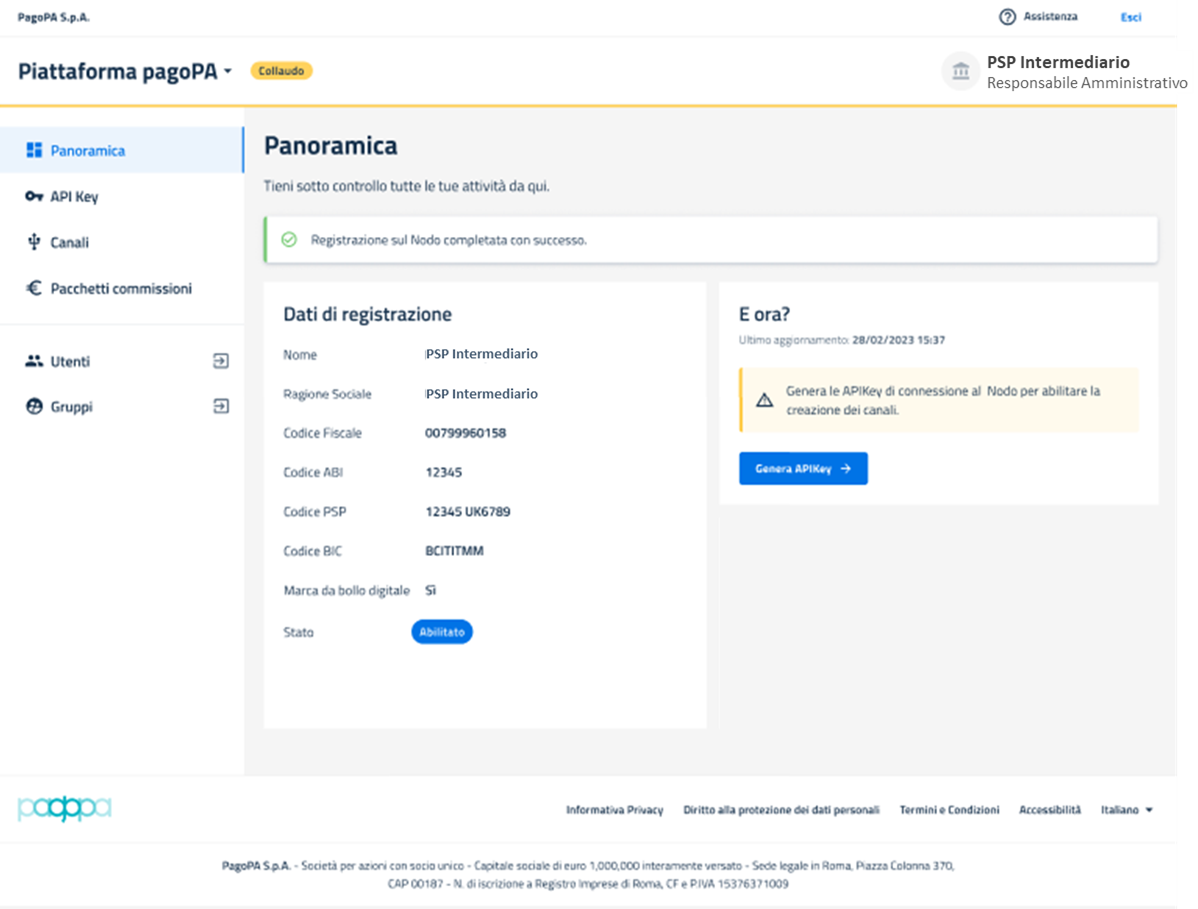 PagoPA S.p.A.
Assistenza
Esci
Piattaforma pagoPA
Collaudo
PSP Intermediario
Responsabile Amministrativo
Panoramica
API Key
Canali
Pacchetti commissioni
Utenti
Gruppi
Panoramica
Tieni sotto controllo tutte le tue attività da qui.
Registrazione sul Nodo completata con successo.
Dati di registrazione
Nome PSP Intermediario
Ragione Sociale PSP Intermediario
Codice Fiscale 00799960158
Codice ABI 12345
Codice PSP 12345 UK6789
Codice BIC BCITITMM
Marca da bollo digitale Sì
Stato Abilitato
E ora?
Ultimo aggiornamento: 28/02/2023 15:37
Genera le APIKey di connessione al Nodo per abilitare la
creazione dei canali.
Genera APIKey
pagopa
Informativa Privacy Diritto alla protezione dei dati personali Termini e Condizioni Accessibilità Italiano
PagoPA S.p.A. - Società per azioni con socio unico - Capitale sociale di euro 1,000,000 interamente versato - Sede legale in Roma, Piazza Colonna 370,
CAP 00187 - N. di iscrizione a Registro Imprese di Roma, CF e P.IVA 15376371009